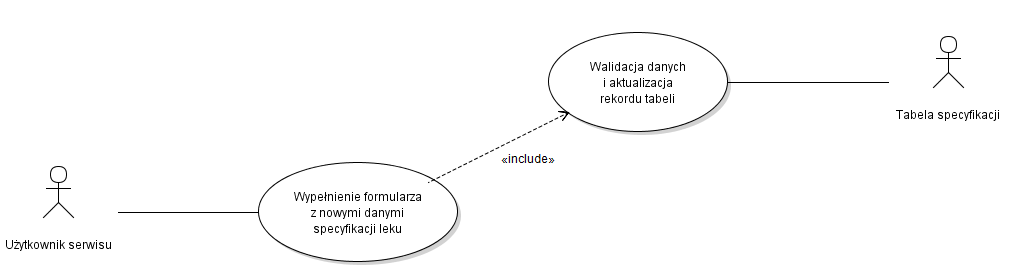 Walidacja danych
i aktualizacja
rekordu tabeli
Tabela specyfikacji
«include»
Wypełnienie formularza
z nowymi danymi
specyfikacji leku
Użytkownik serwisu